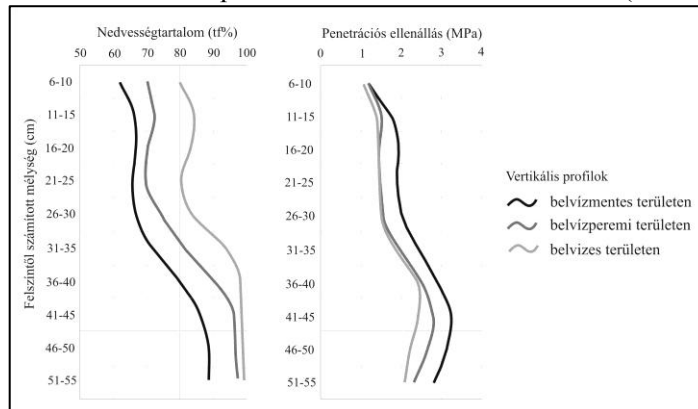 Nedvességtartalom (tf%)
50 60 70 80 90 100
Felszíntől számított mélység (cm)
6-10
11-15
16-20
21-25
26-30
31-35
36-40
41-45
46-50
51-55
Penetrációs ellenállás (MPa)
0 1 2 3 4
6-10
11-15
16-20
21-25
26-30
31-35
36-40
41-45
46-50
51-55
Vertikális profilok
belvízmentes területen
belvízperemi területen
belvizes területen